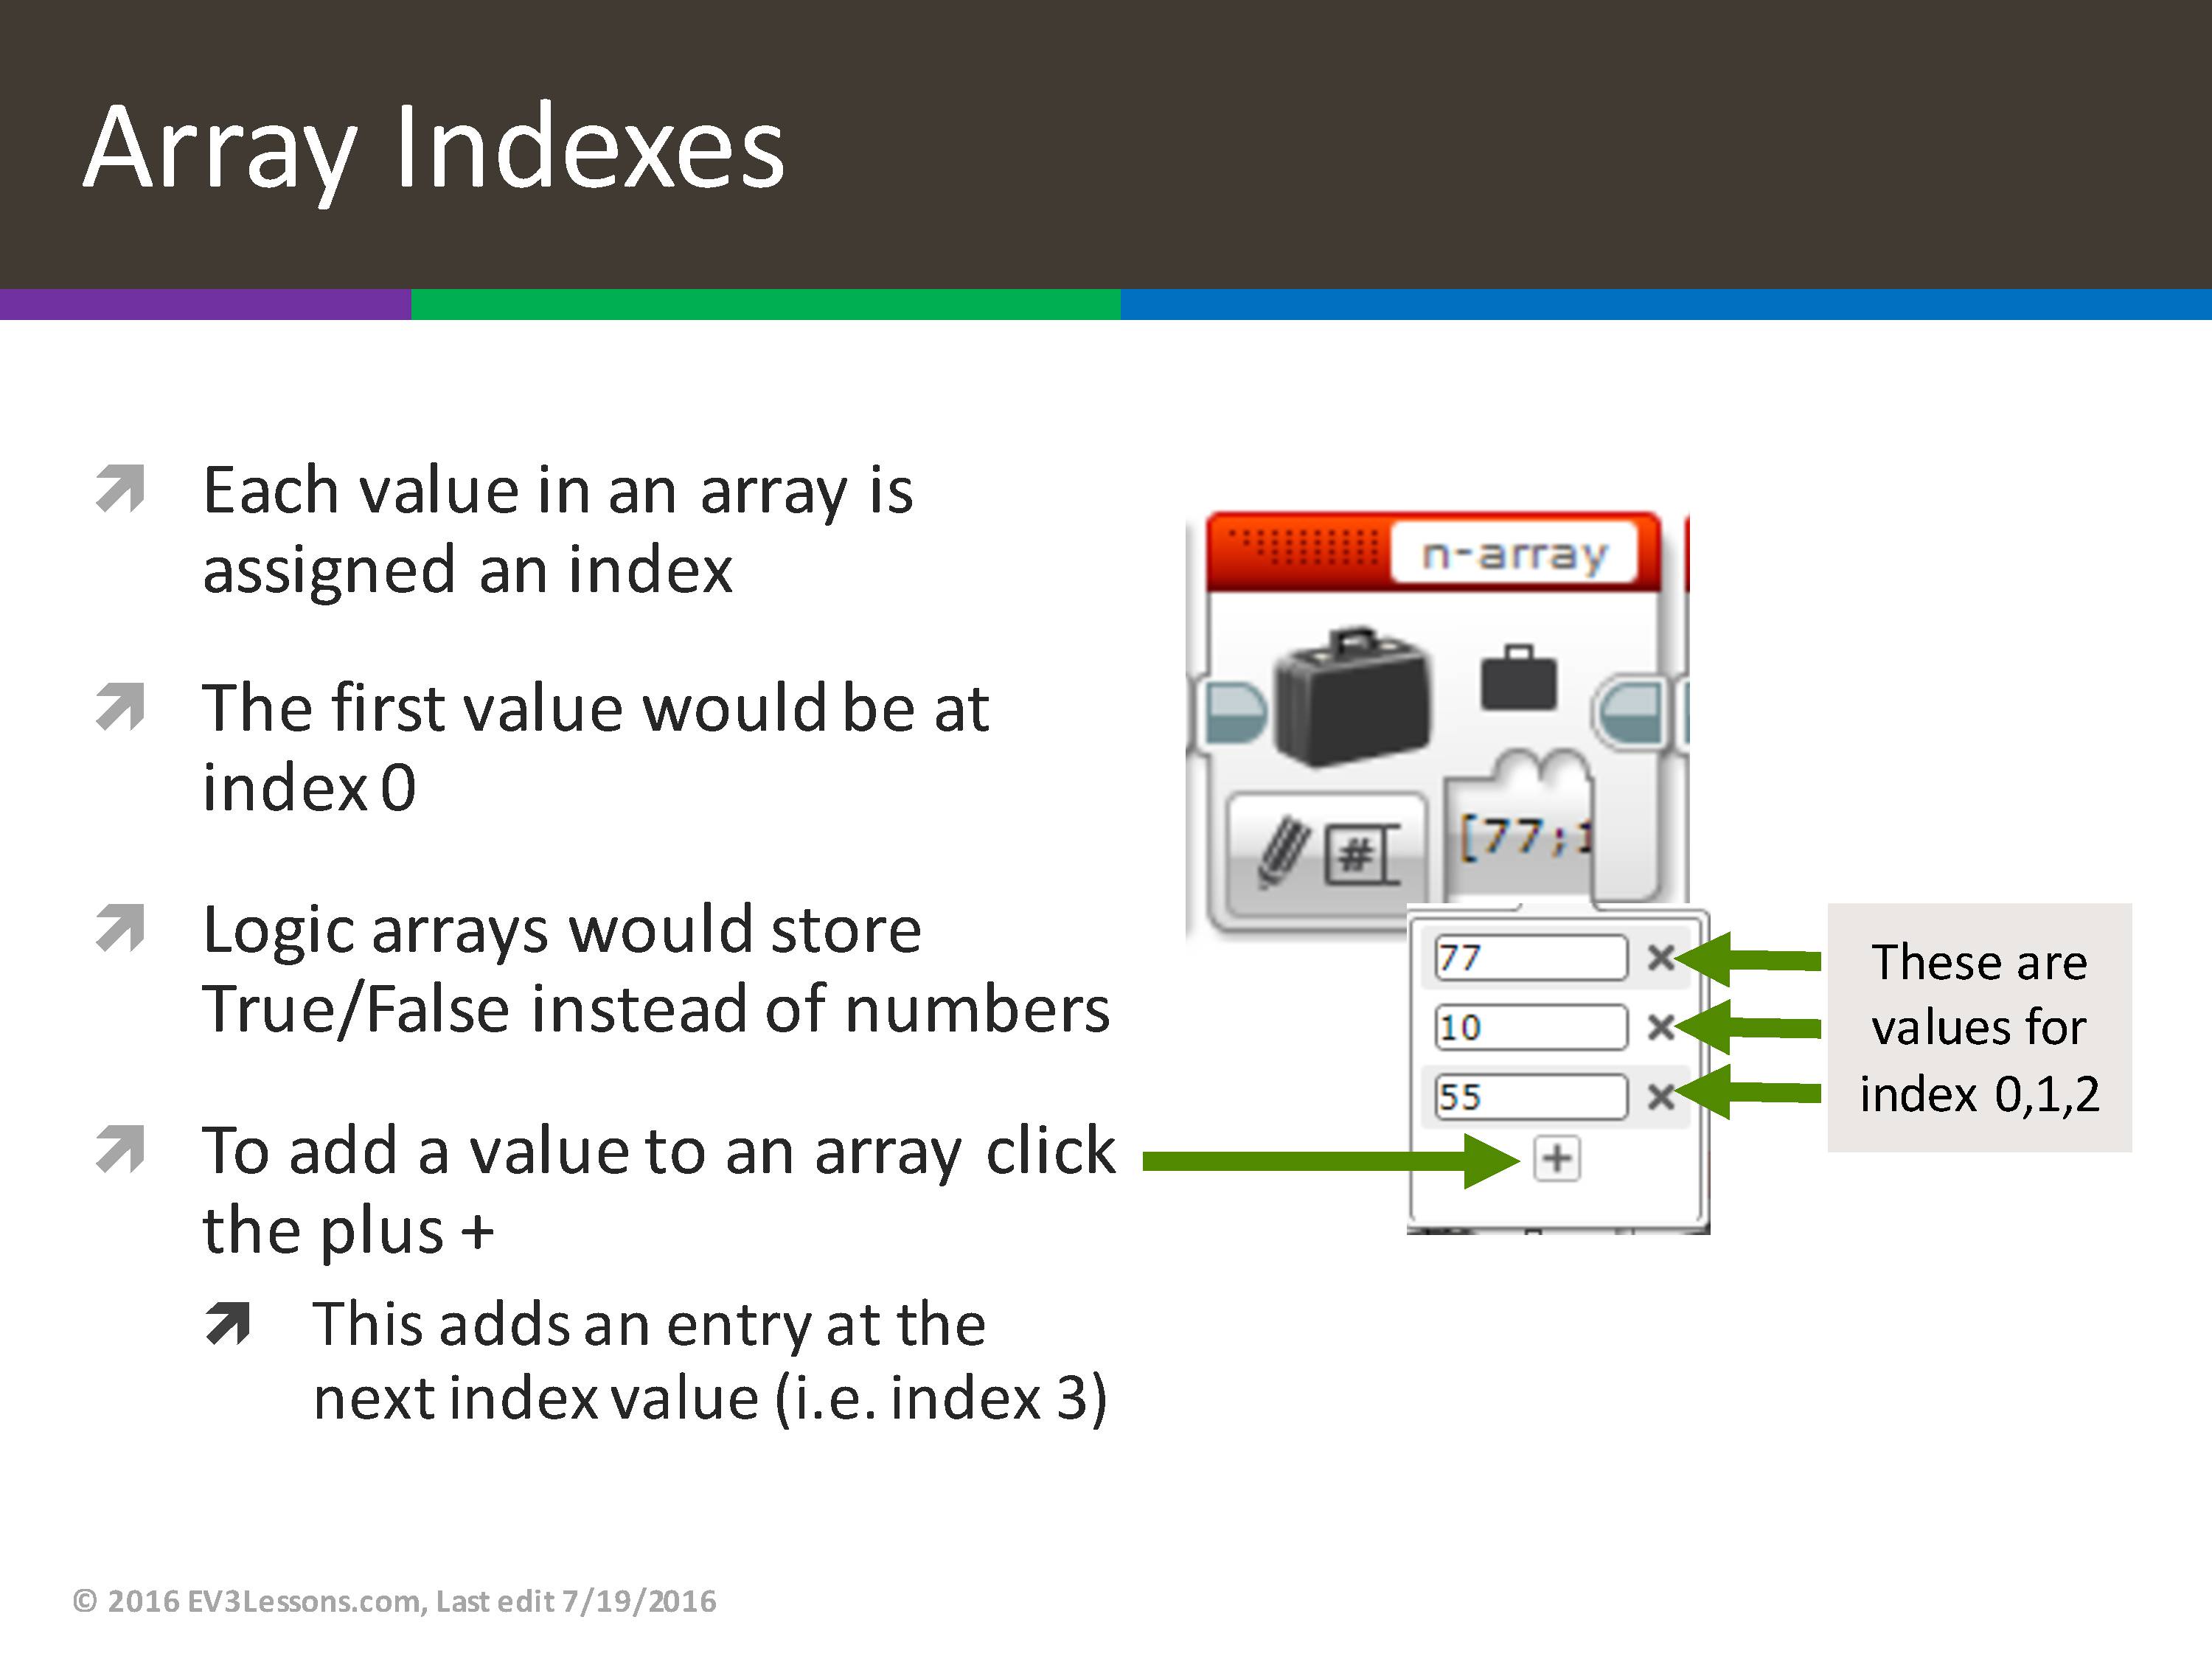 Array Indexes
Each value in an array is
assigned an index
The first value would be at
index 0
Logic arrays would store
True/False instead of numbers
To add a value to an array click
the plus +
This adds an entry at the
next index value (i.e. index 3)
n-array
#
[77;1
77
10
55
+
These are
values for
index 0,1,2
© 2016 EV3Lessons.com, Last edit 7/19/2016